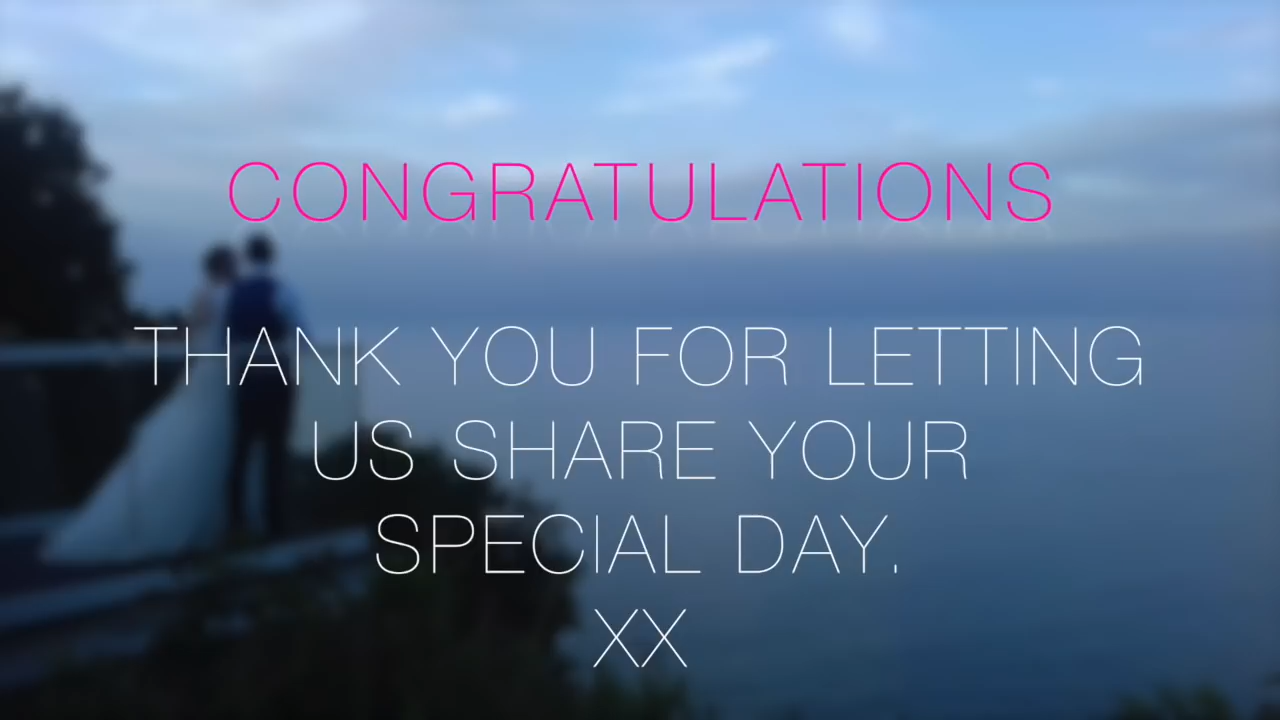 CONGRATULATIONS
THANK YOU FOR LETTING
US SHARE YOUR
SPECIAL DAY.
XX